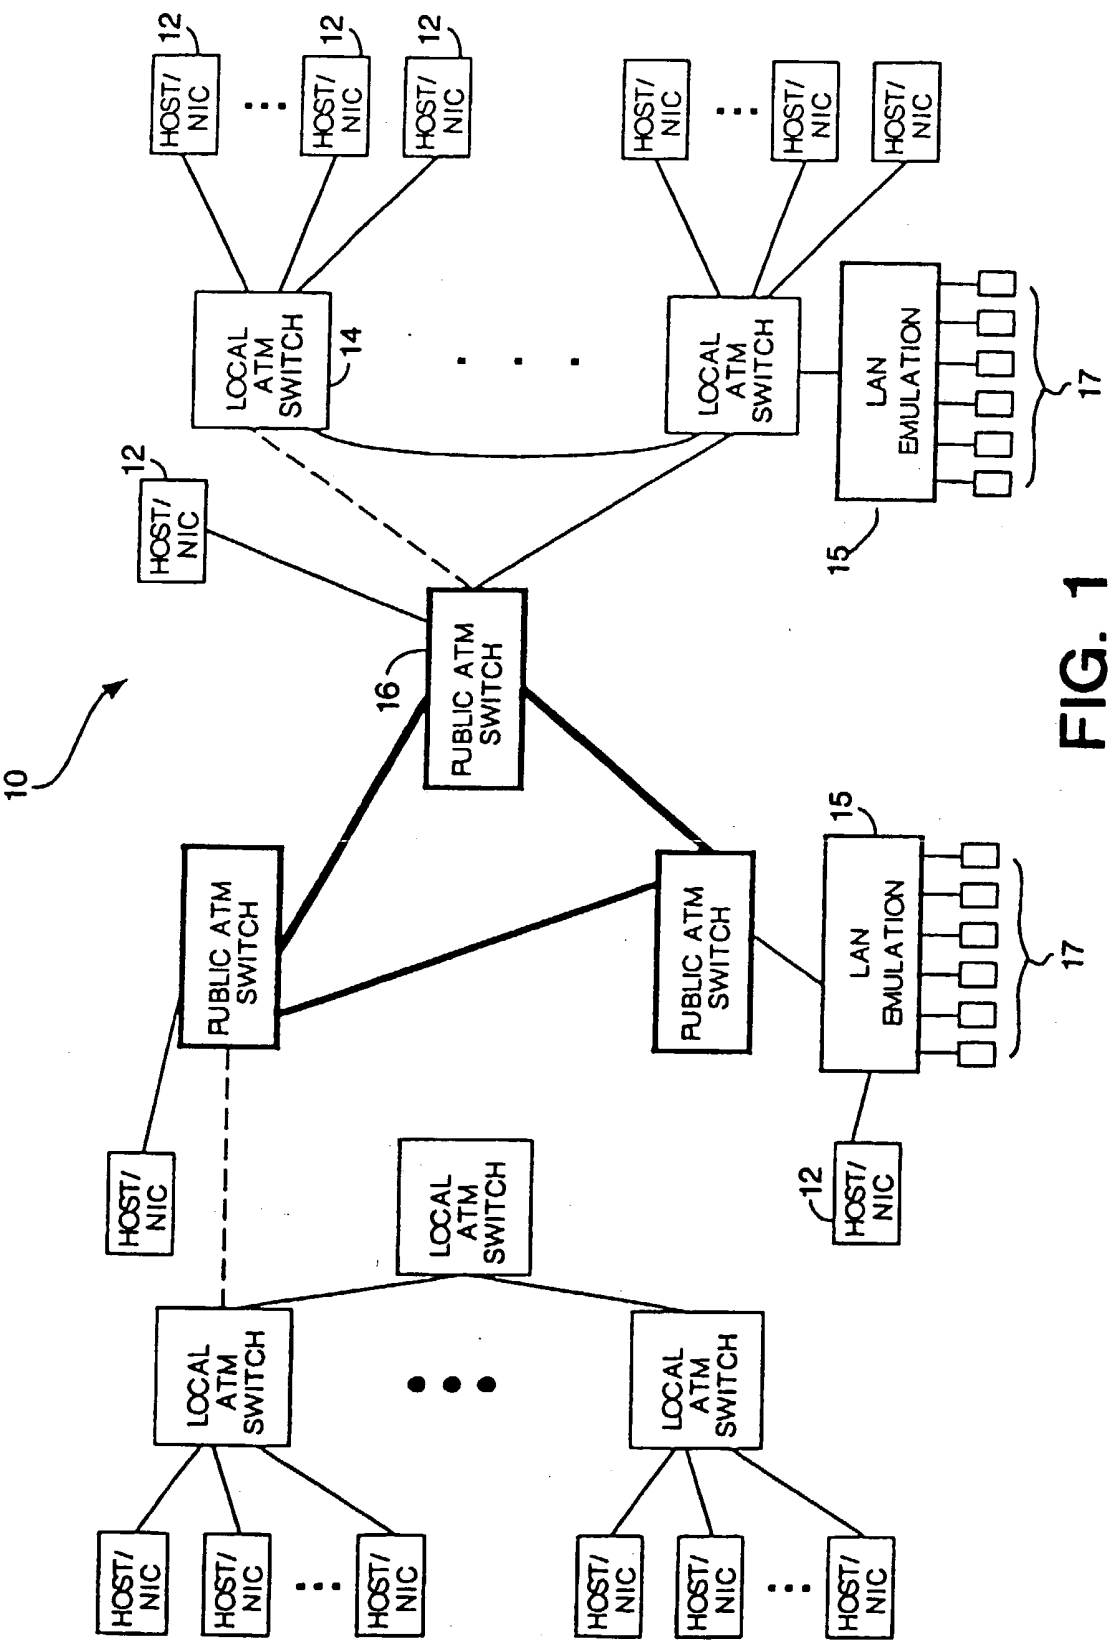 10
HOST/
NIC
HOST/
NIC
HOST/
NIC
LOCAL
ATM
SWITCH
HOST/
NIC
PUBLIC ATM
SWITCH
12
HOST/
NIC
LOCAL
ATM
SWITCH
14
12
HOST/
NIC
12
HOST/
NIC
12
HOST/
NIC
LOCAL
ATM
SWITCH
16
PUBLIC ATM
SWITCH
HOST/
NIC
HOST/
NIC
HOST/
NIC
LOCAL
ATM
SWITCH
PUBLIC ATM
SWITCH
LOCAL
ATM
SWITCH
HOST/
NIC
HOST/
NIC
HOST/
NIC
12
HOST/
NIC
15
LAN
EMULATION
17
15
LAN
EMULATION
17
FIG. 1